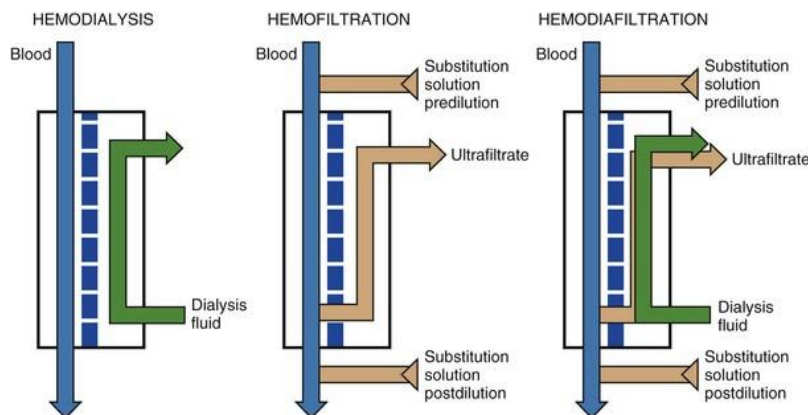 HEMODIALYSIS
Blood
Dialysis
fluid
HEMOFILTRATION
Blood
Substitution
solution
predilution
Ultrafiltrate
Substitution
solution
postdilution
HEMODIAFILTRATION
Blood
Substitution
solution
predilution
Ultrafiltrate
Dialysis
fluid
Substitution
solution
postdilution